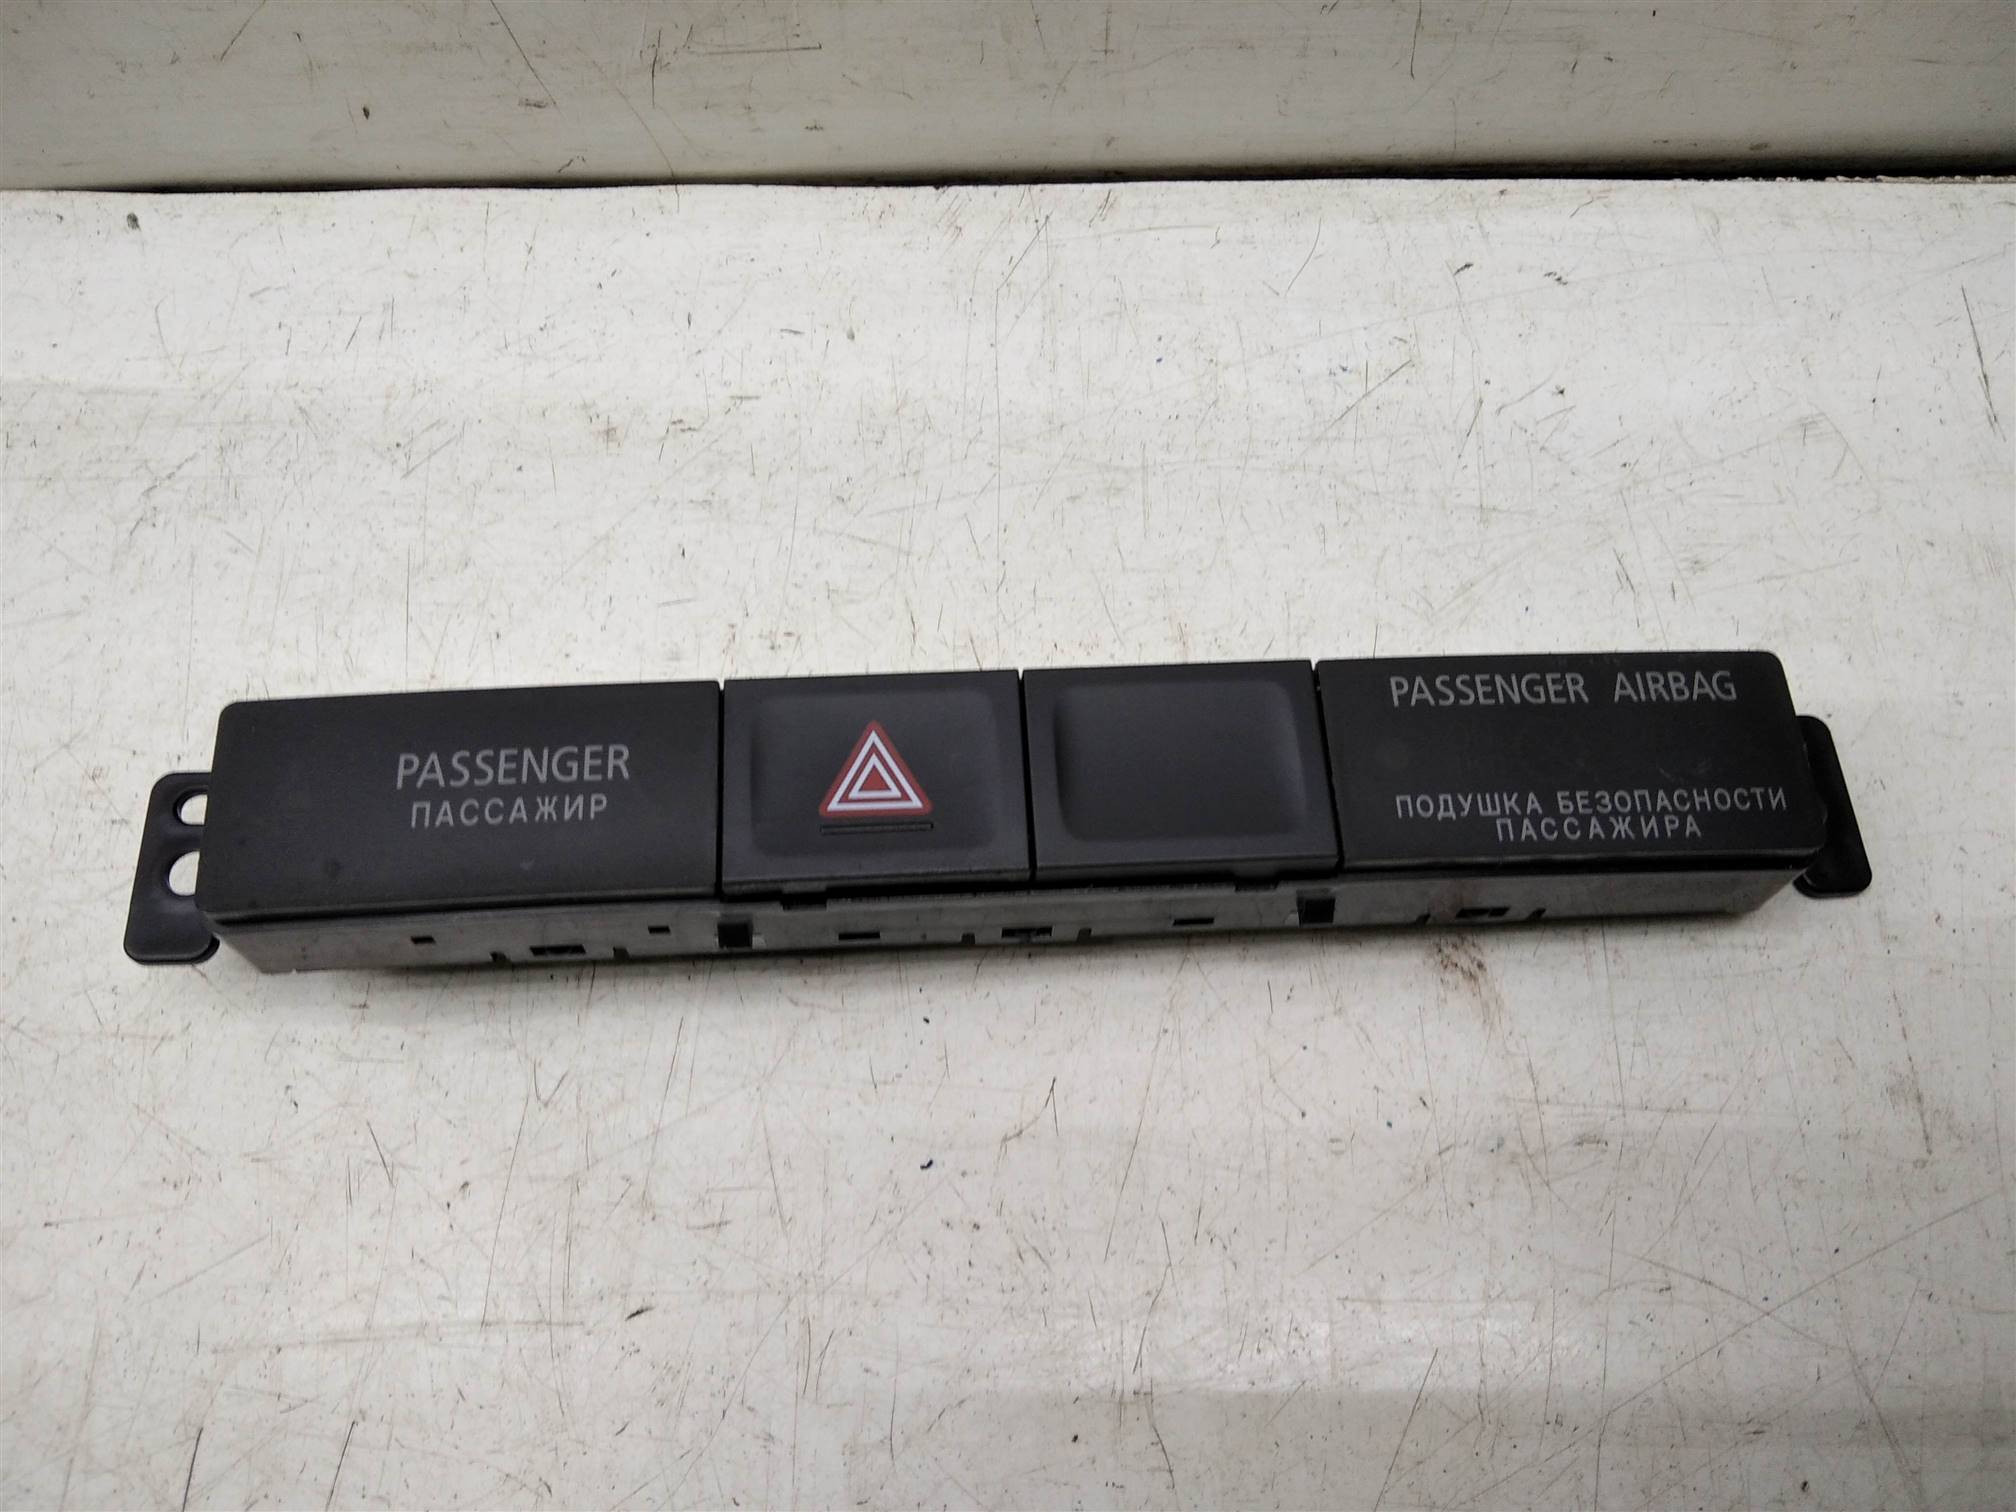 PASSENGER
ПАССАЖИР
PASSENGER AIRBAG
ПОДУШКА БЕЗОПАСНОСТИ
ПАССАЖИРА